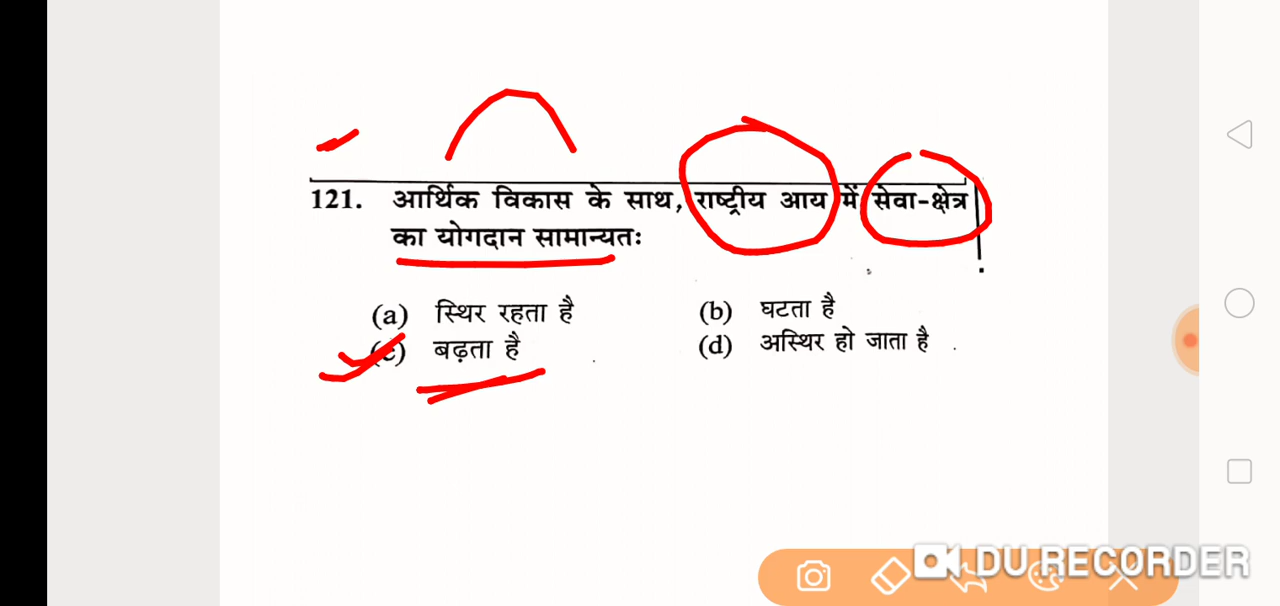 121. आर्थिक विकास के साथ, राष्ट्रीय आय में सेवा-क्षेत्र
का योगदान सामान्यतः
(a) स्थिर रहता है (b) घटता है
(c) बढ़ता है (d) अस्थिर हो जाता है
DU RECORDER